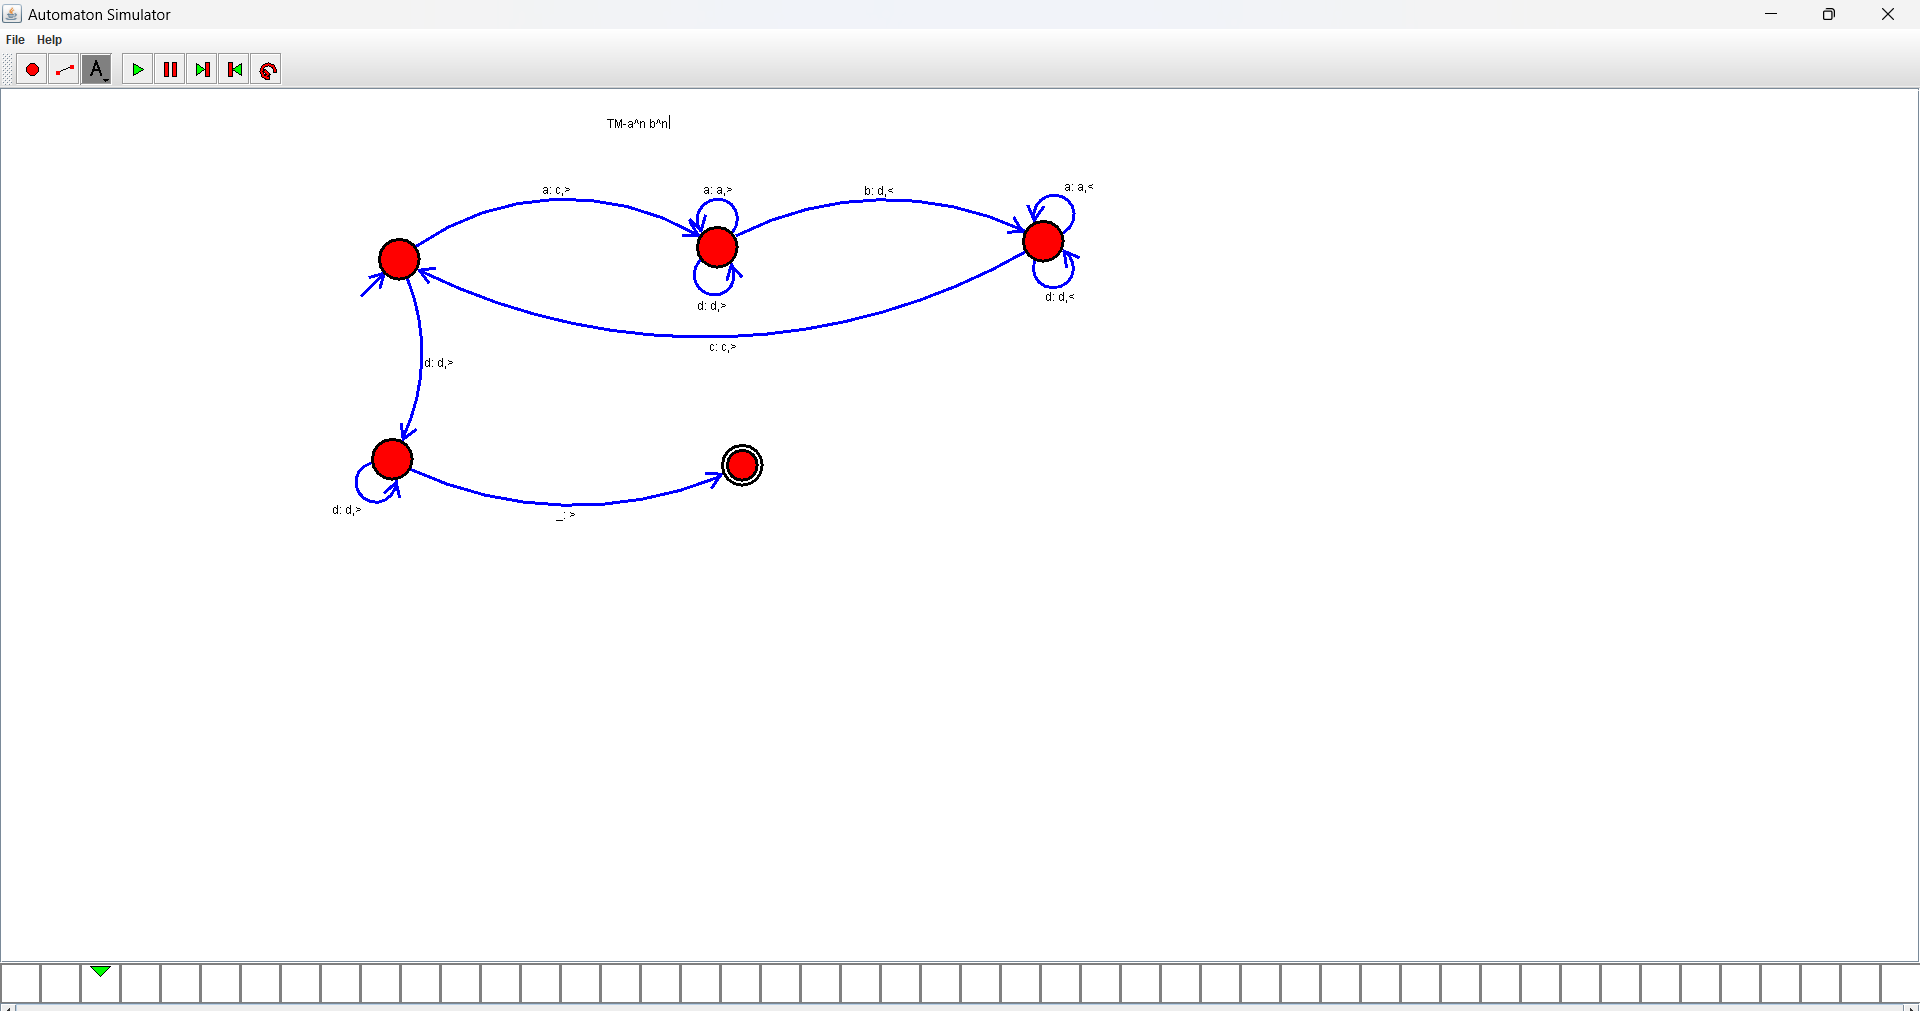 Automaton Simulator
File Help
A
TM-a^n b^n
a: c,>
a: a,>
b: d,<
a: a,<
d: d,>
d: d,<
c: c,>
d: d,>
d: d,>
_: >